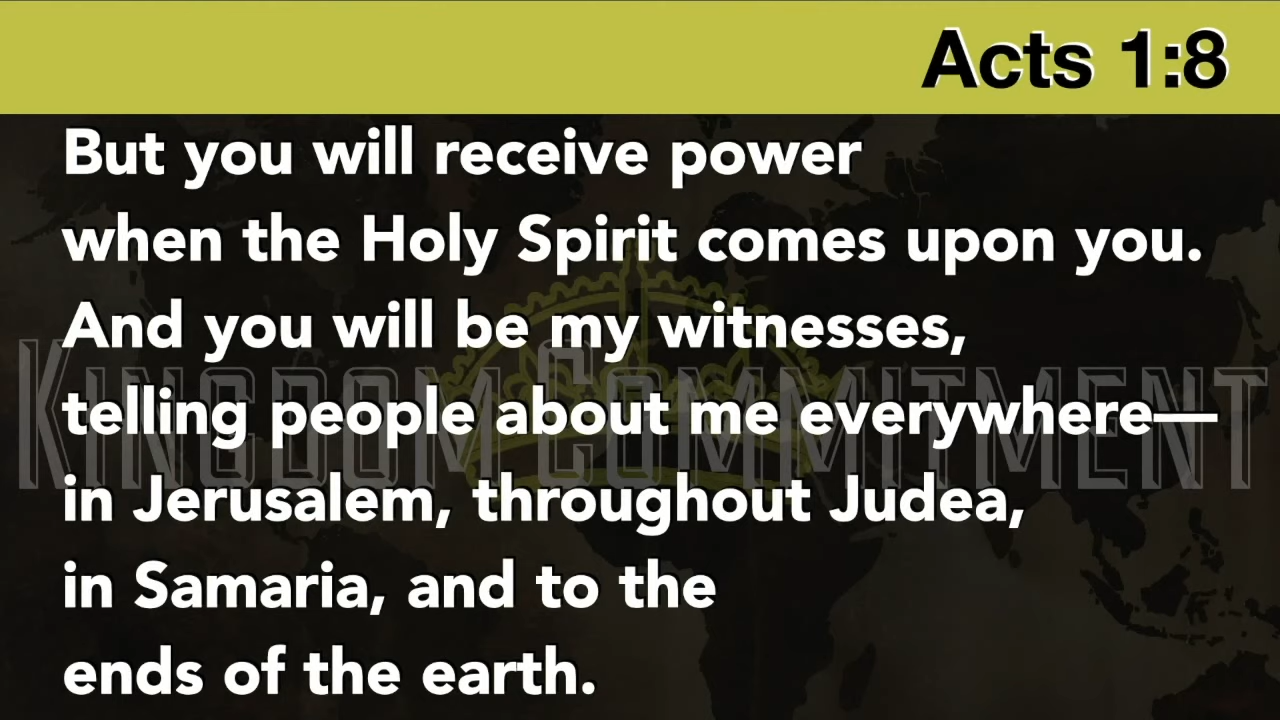 Acts 1:8
But you will receive power
when the Holy Spirit comes upon you.
And you will be my witnesses,
Kingdom Commitment
telling people about me everywhere—
in Jerusalem, throughout Judea,
in Samaria, and to the
ends of the earth.